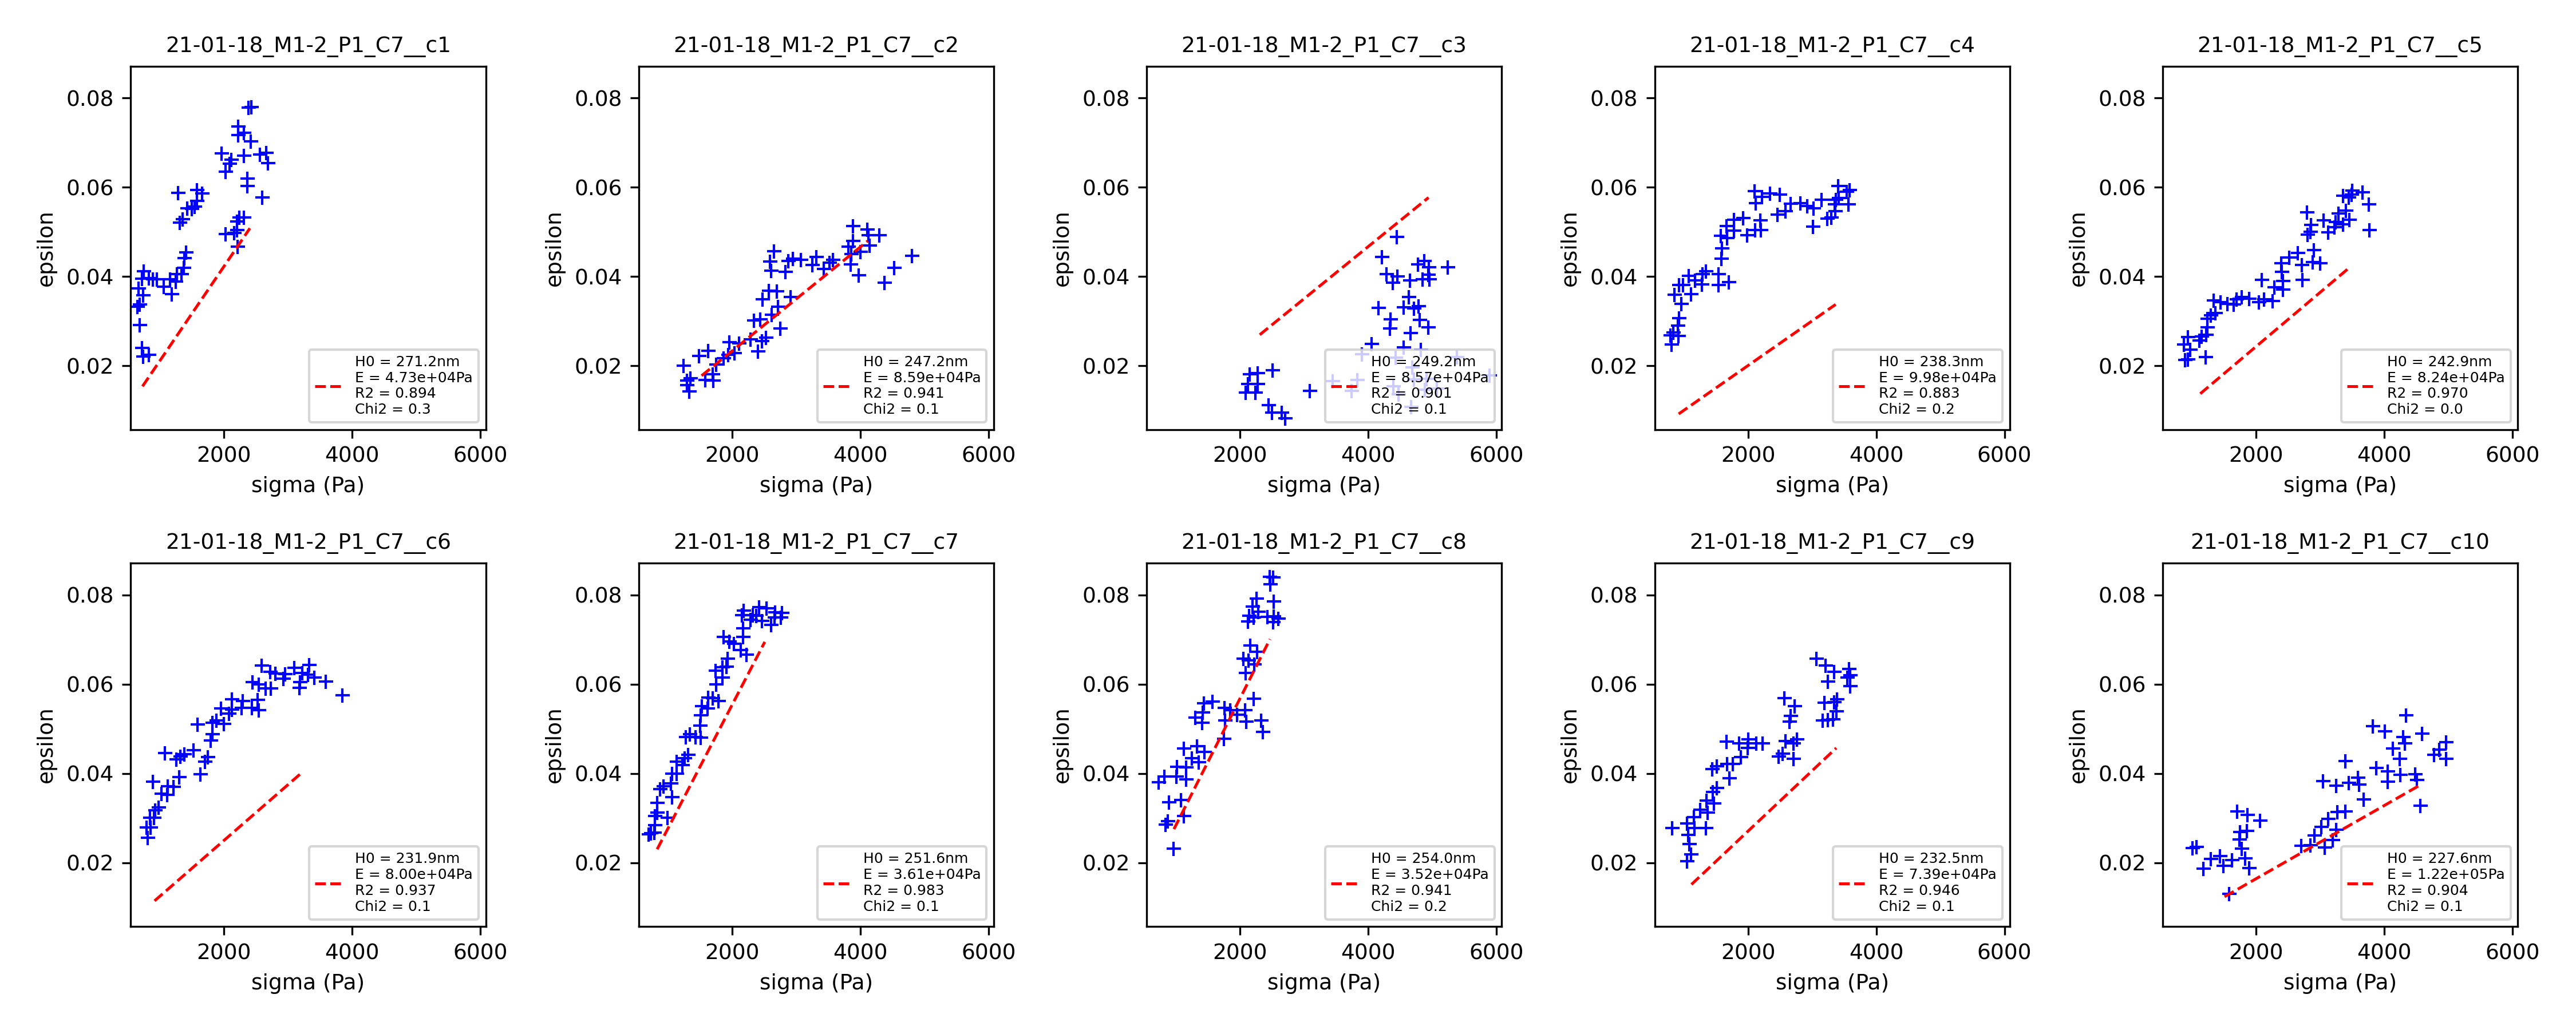 21-01-18_M1-2_P1_C7__c1
0.08
0.06
0.04
0.02
epsilon
2000 4000 6000
sigma (Pa)
H0 = 271.2nm
E = 4.73e+04Pa
R2 = 0.894
Chi2 = 0.3
21-01-18_M1-2_P1_C7__c2
0.08
0.06
0.04
0.02
epsilon
2000 4000 6000
sigma (Pa)
H0 = 247.2nm
E = 8.59e+04Pa
R2 = 0.941
Chi2 = 0.1
21-01-18_M1-2_P1_C7__c3
0.08
0.06
0.04
0.02
epsilon
2000 4000 6000
sigma (Pa)
H0 = 249.2nm
E = 8.57e+04Pa
R2 = 0.901
Chi2 = 0.1
21-01-18_M1-2_P1_C7__c4
0.08
0.06
0.04
0.02
epsilon
2000 4000 6000
sigma (Pa)
H0 = 238.3nm
E = 9.98e+04Pa
R2 = 0.883
Chi2 = 0.2
21-01-18_M1-2_P1_C7__c5
0.08
0.06
0.04
0.02
epsilon
2000 4000 6000
sigma (Pa)
H0 = 242.9nm
E = 8.24e+04Pa
R2 = 0.970
Chi2 = 0.0
21-01-18_M1-2_P1_C7__c6
0.08
0.06
0.04
0.02
epsilon
2000 4000 6000
sigma (Pa)
H0 = 231.9nm
E = 8.00e+04Pa
R2 = 0.937
Chi2 = 0.1
21-01-18_M1-2_P1_C7__c7
0.08
0.06
0.04
0.02
epsilon
2000 4000 6000
sigma (Pa)
H0 = 251.6nm
E = 3.61e+04Pa
R2 = 0.983
Chi2 = 0.1
21-01-18_M1-2_P1_C7__c8
0.08
0.06
0.04
0.02
epsilon
2000 4000 6000
sigma (Pa)
H0 = 254.0nm
E = 3.52e+04Pa
R2 = 0.941
Chi2 = 0.2
21-01-18_M1-2_P1_C7__c9
0.08
0.06
0.04
0.02
epsilon
2000 4000 6000
sigma (Pa)
H0 = 232.5nm
E = 7.39e+04Pa
R2 = 0.946
Chi2 = 0.1
21-01-18_M1-2_P1_C7__c10
0.08
0.06
0.04
0.02
epsilon
2000 4000 6000
sigma (Pa)
H0 = 227.6nm
E = 1.22e+05Pa
R2 = 0.904
Chi2 = 0.1